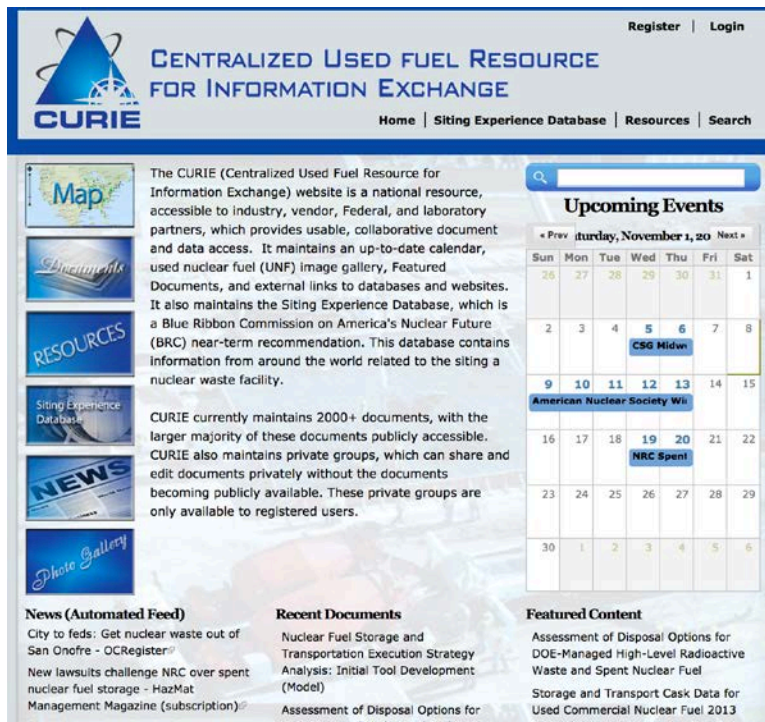 Register | Login
CENTRALIZED USED FUEL RESOURCE
FOR INFORMATION EXCHANGE
CURIE
Home | Siting Experience Database | Resources | Search
Map
Documents
RESOURCES
Siting Experience
Database
NEWS
Photo Gallery
The CURIE (Centralized Used Fuel Resource for
Information Exchange) website is a national resource,
accessible to industry, vendor, Federal, and laboratory
partners, which provides usable, collaborative document
and data access. It maintains an up-to-date calendar,
used nuclear fuel (UNF) image gallery, Featured
Documents, and external links to databases and websites.
It also maintains the Siting Experience Database, which is
a Blue Ribbon Commission on America's Nuclear Future
(BRC) near-term recommendation. This database contains
information from around the world related to the siting a
nuclear waste facility.
CURIE currently maintains 2000+ documents, with the
larger majority of these documents publicly accessible.
CURIE also maintains private groups, which can share and
edit documents privately without the documents
becoming publicly available. These private groups are
only available to registered users.
Upcoming Events
« Prev turday, November 1, 20 Next »
Sun Mon Tue Wed Thu Fri Sat
26 27 28 29 30 31 1
2 3 4 5 6 7 8
CSG Midw
9 10 11 12 13 14 15
American Nuclear Society Wi
16 17 18 19 20 21 22
NRC Spent
23 24 25 26 27 28 29
30 1 2 3 4 5 6
News (Automated Feed)
City to feds: Get nuclear waste out of
San Onofre - OCRegister
New lawsuits challenge NRC over spent
nuclear fuel storage - HazMat
Management Magazine (subscription)
Recent Documents
Nuclear Fuel Storage and
Transportation Execution Strategy
Analysis: Initial Tool Development
(Model)
Assessment of Disposal Options for
Featured Content
Assessment of Disposal Options for
DOE-Managed High-Level Radioactive
Waste and Spent Nuclear Fuel
Storage and Transport Cask Data for
Used Commercial Nuclear Fuel 2013